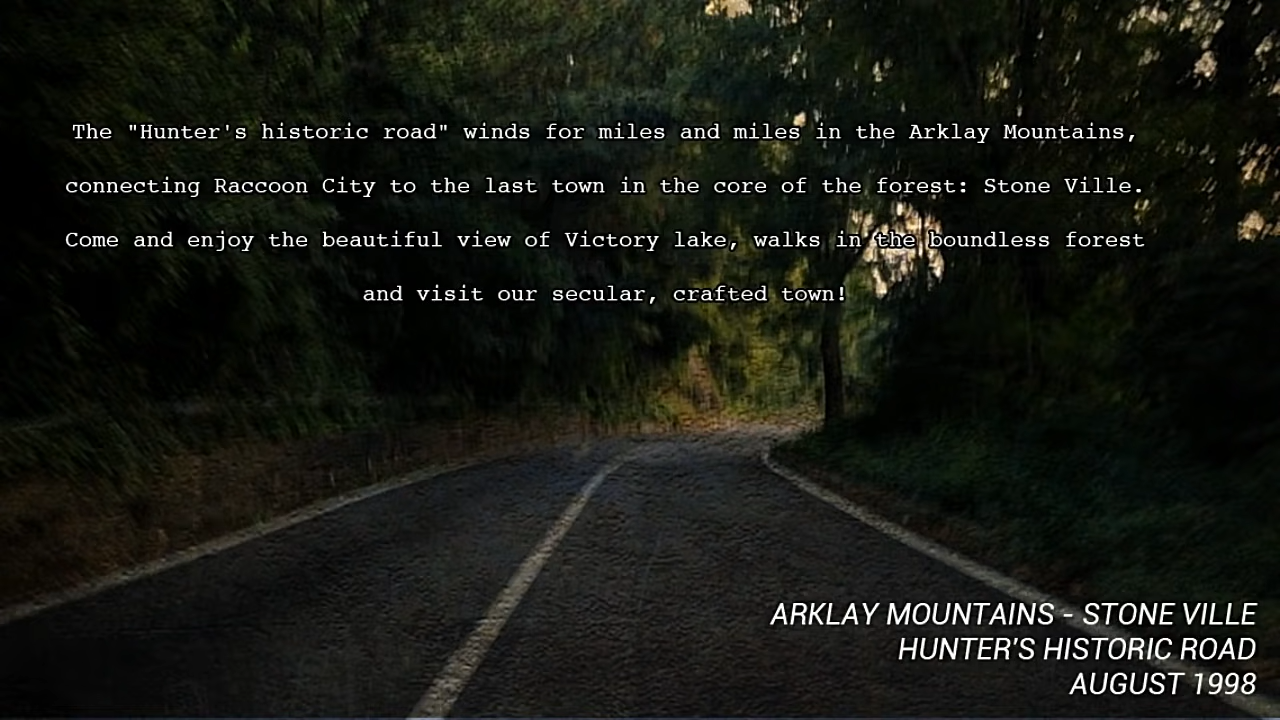 The "Hunter's historic road" winds for miles and miles in the Arklay Mountains,
connecting Raccoon City to the last town in the core of the forest: Stone Ville.
Come and enjoy the beautiful view of Victory lake, walks in the boundless forest
and visit our secular, crafted town!
ARKLAY MOUNTAINS - STONE VILLE
HUNTER'S HISTORIC ROAD
AUGUST 1998